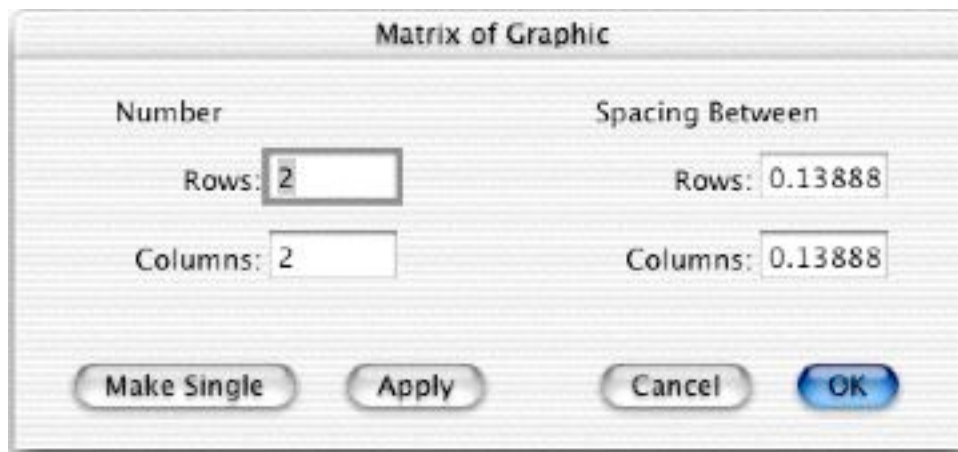 Matrix of Graphic
Number Spacing Between
Rows: 2 Rows: 0.13888
Columns: 2 Columns: 0.13888
Make Single Apply Cancel OK